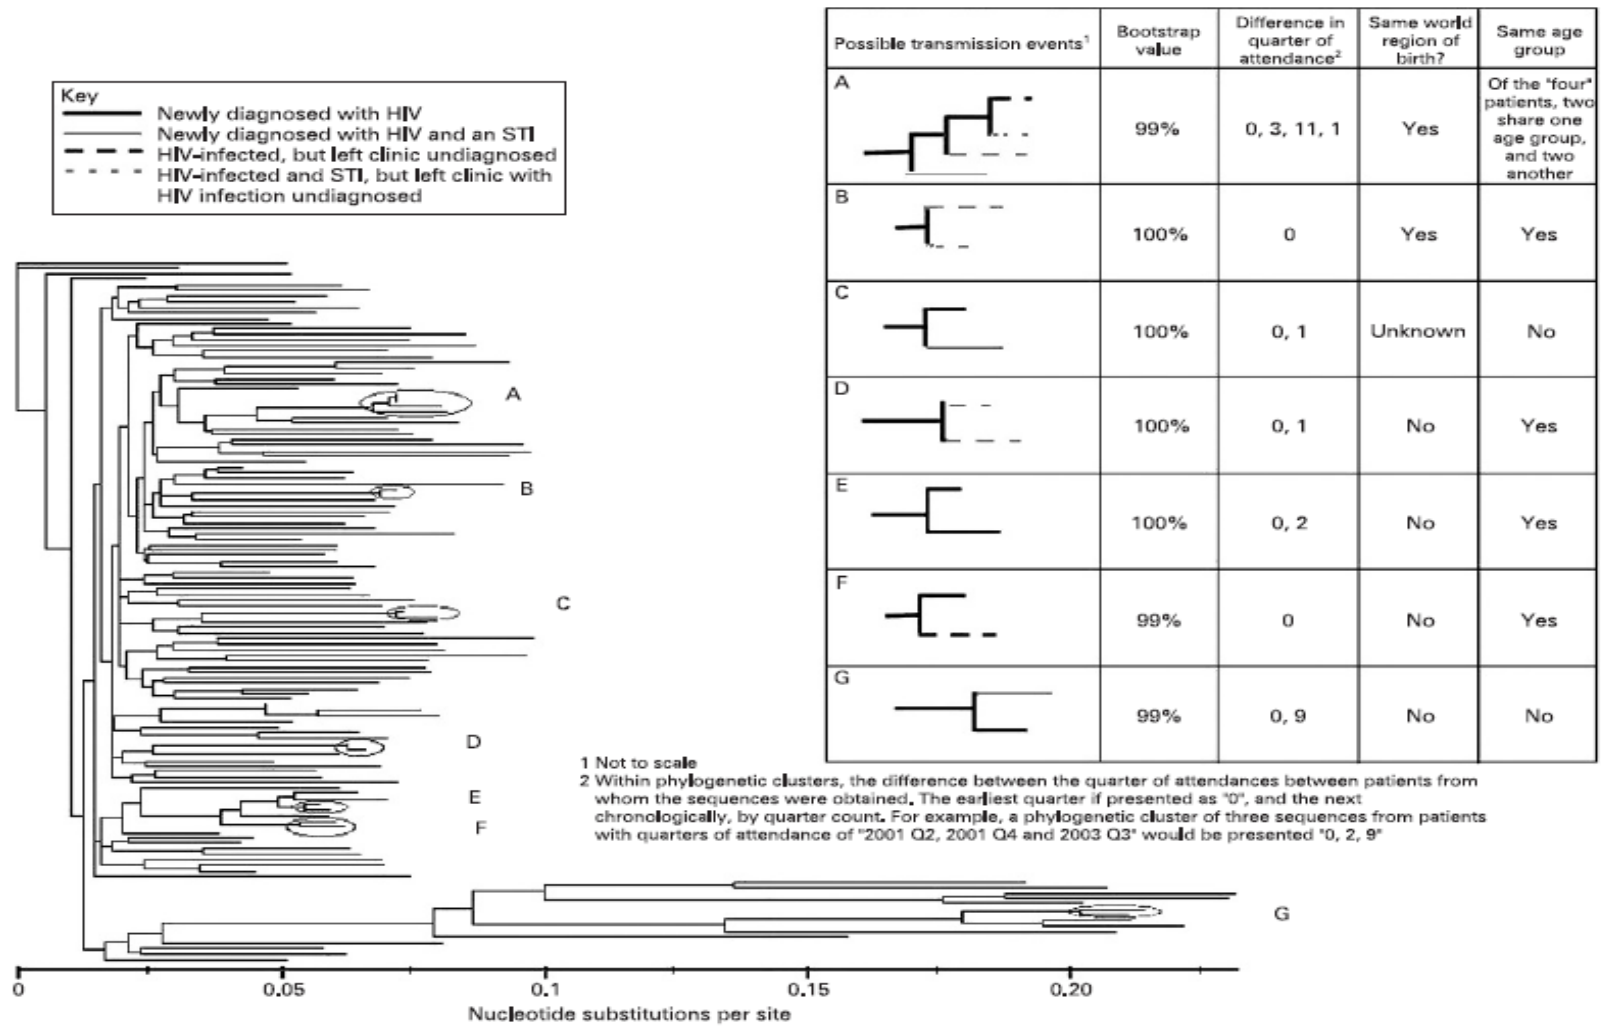 Key
Newly diagnosed with HIV
Newly diagnosed with HIV and an STI
HIV-infected, but left clinic undiagnosed
HIV-infected and STI, but left clinic with
HIV infection undiagnosed
Possible transmission events1
Bootstrap
value
Difference in
quarter of
attendance2
Same world
region of
birth?
Same age
group
A
99%
0, 3, 11, 1
Yes
Of the "four"
patients, two
share one
age group,
and two
another
B
100%
0
Yes
Yes
C
100%
0, 1
Unknown
No
D
100%
0, 1
No
Yes
E
100%
0, 2
No
Yes
F
99%
0
No
Yes
G
99%
0, 9
No
No
A
B
C
D
E
F
G
1 Not to scale
2 Within phylogenetic clusters, the difference between the quarter of attendances between patients from
whom the sequences were obtained. The earliest quarter if presented as "0", and the next
chronologically, by quarter count. For example, a phylogenetic cluster of three sequences from patients
with quarters of attendance of "2001 Q2, 2001 Q4 and 2003 Q3" would be presented "0, 2, 9"
0
0.05
0.1
0.15
0.20
Nucleotide substitutions per site